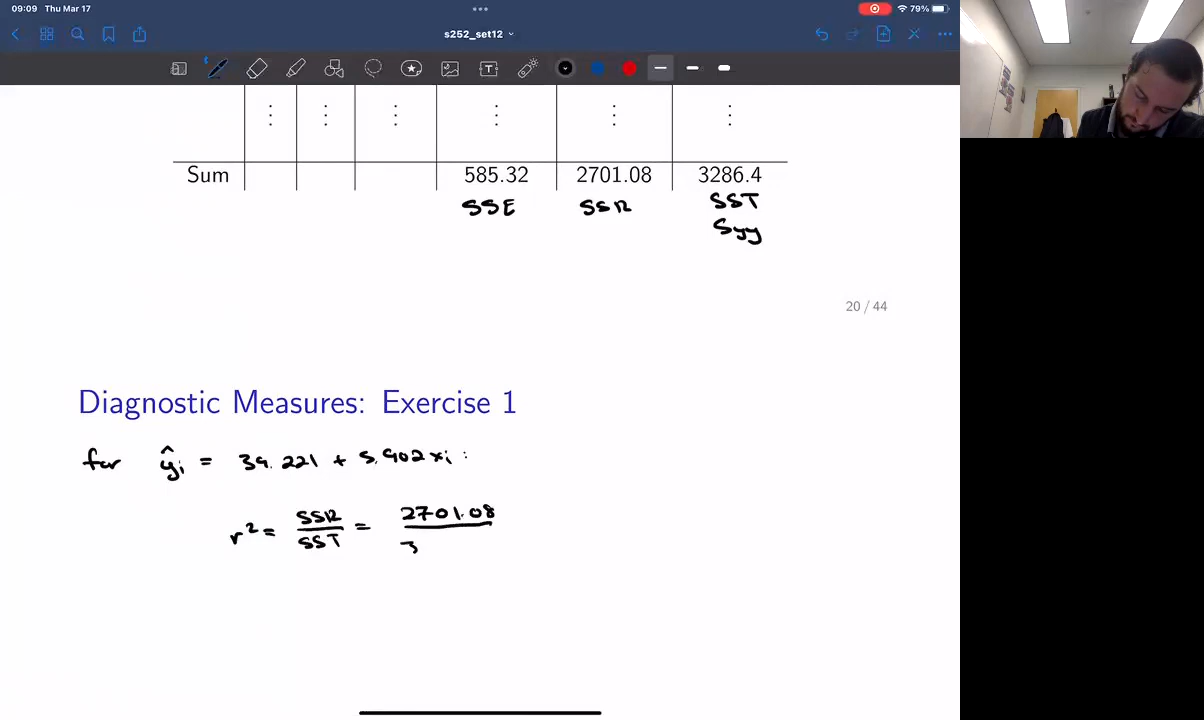 09:09 Thu Mar 17
79%
s252_set12
Sum 585.32 2701.08 3286.4
SSE SSR SST
Syy
20 / 44
Diagnostic Measures: Exercise 1
for ŷi = 39.221 + 5.902xi :
r² = SSR/SST = 2701.08/3